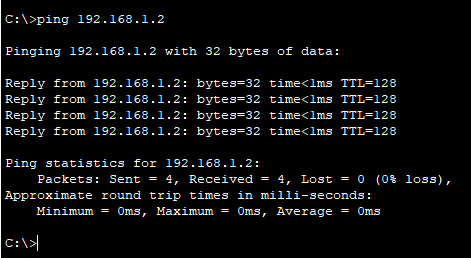 C:\>ping 192.168.1.2
Pinging 192.168.1.2 with 32 bytes of data:
Reply from 192.168.1.2: bytes=32 time<1ms TTL=128
Reply from 192.168.1.2: bytes=32 time<1ms TTL=128
Reply from 192.168.1.2: bytes=32 time<1ms TTL=128
Reply from 192.168.1.2: bytes=32 time<1ms TTL=128
Ping statistics for 192.168.1.2:
Packets: Sent = 4, Received = 4, Lost = 0 (0% loss),
Approximate round trip times in milli-seconds:
Minimum = 0ms, Maximum = 0ms, Average = 0ms
C:\>